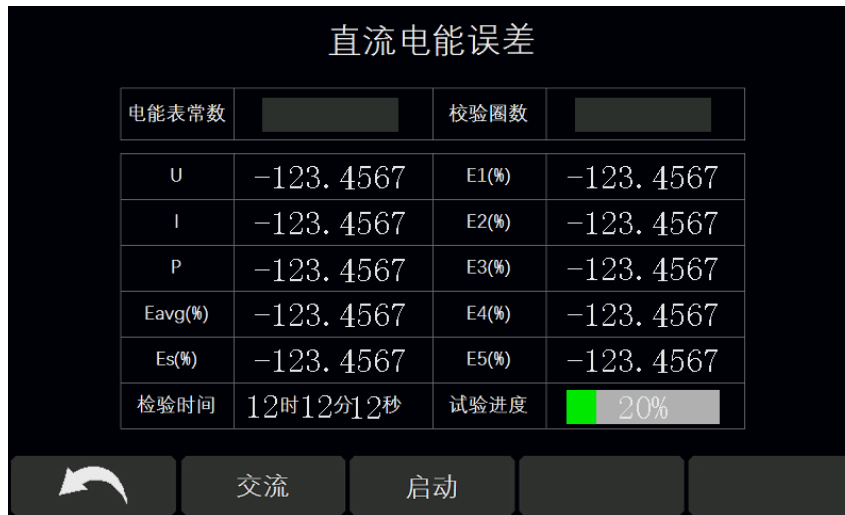 直流电能误差
电能表常数 校验圈数
U -123.4567 E1(%) -123.4567
I -123.4567 E2(%) -123.4567
P -123.4567 E3(%) -123.4567
Eavg(%) -123.4567 E4(%) -123.4567
Es(%) -123.4567 E5(%) -123.4567
检验时间 12时12分12秒 试验进度 20%
交流 启动